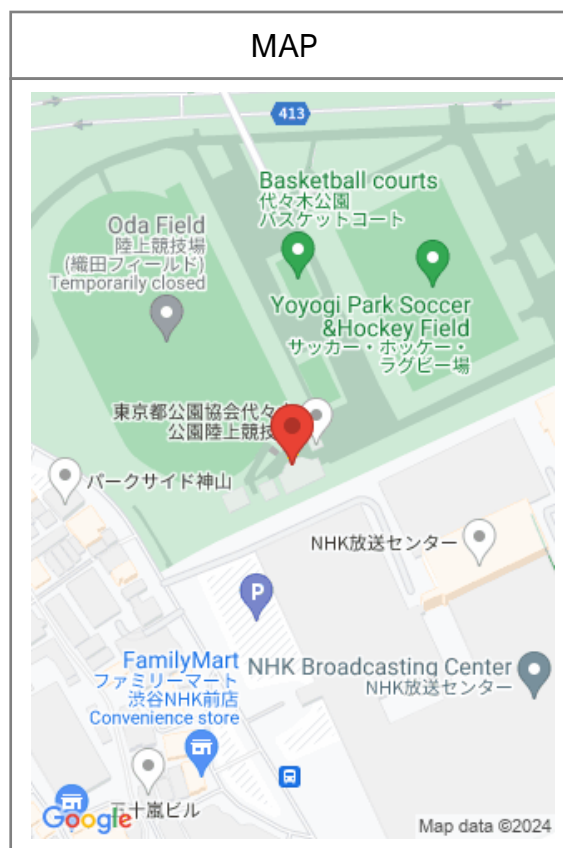 MAP
413
Basketball courts
代々木公園
バスケットコート
Oda Field
陸上競技場
(織田フィールド)
Temporarily closed
Yoyogi Park Soccer
&Hockey Field
サッカー・ホッケー・
ラグビー場
東京都公園協会代々
公園陸上競技
パークサイド神山
NHK放送センター
P
FamilyMart
ファミリーマート
渋谷NHK前店
Convenience store
NHK Broadcasting Center
NHK放送センター
十嵐ビル
Google
Map data ©2024